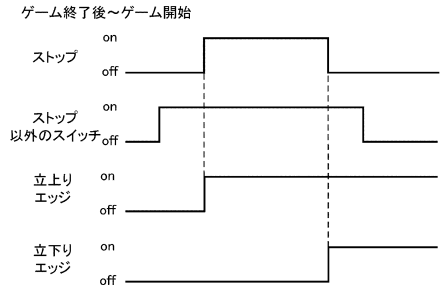 ゲーム終了後～ゲーム開始
on
ストップ
off
on
ストップ
以外のスイッチ
off
on
立上り
エッジ
off
on
立下り
エッジ
off